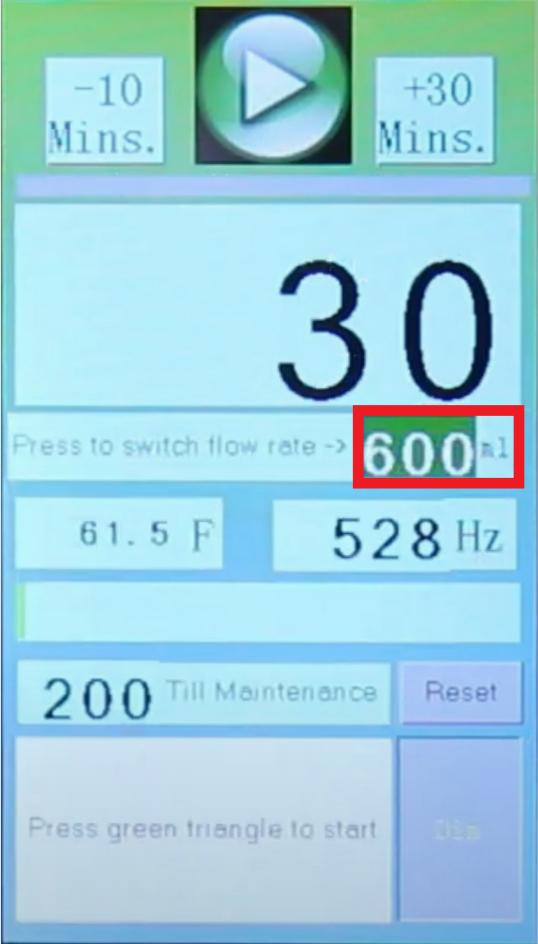 -10
Mins.
+30
Mins.
30
Press to switch flow rate -> 600 ml
61.5 F
528 Hz
200 Till Maintenance
Reset
Press green triangle to start